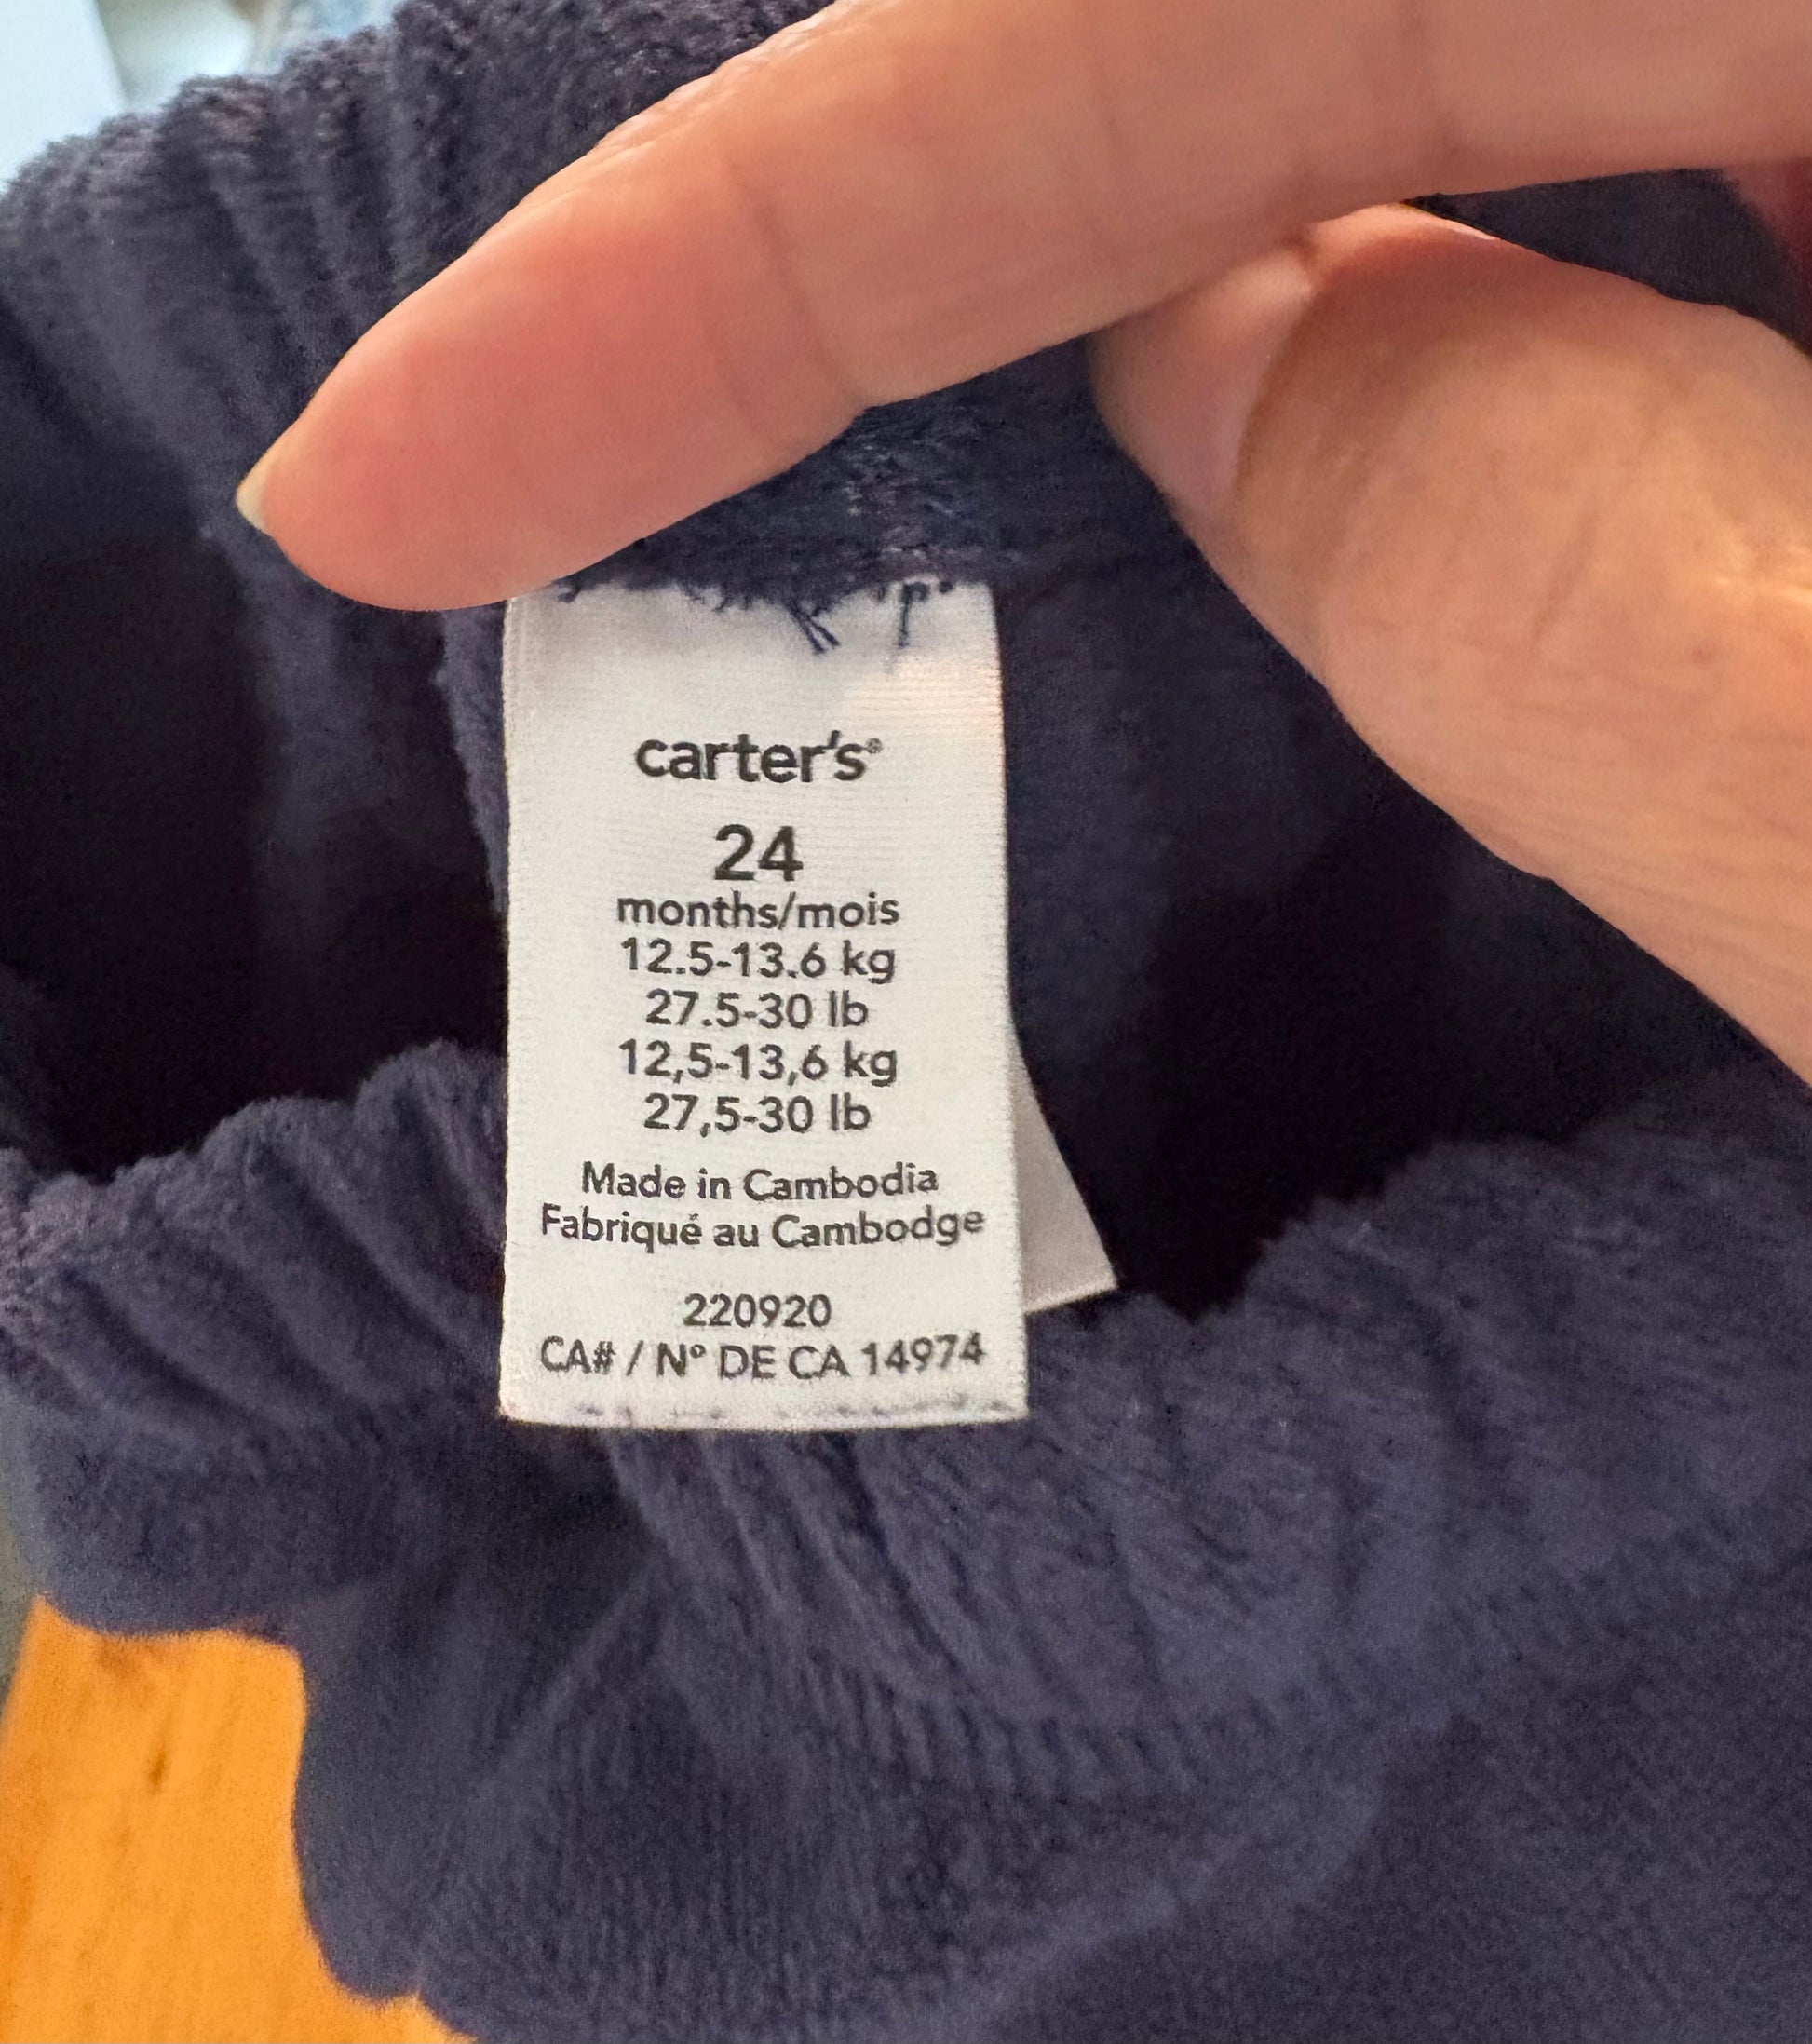 carter's®
24
months/mois
12.5-13.6 kg
27.5-30 lb
12,5-13,6 kg
27,5-30 lb
Made in Cambodia
Fabriqué au Cambodge
220920
CA# / Nº DE CA 14974